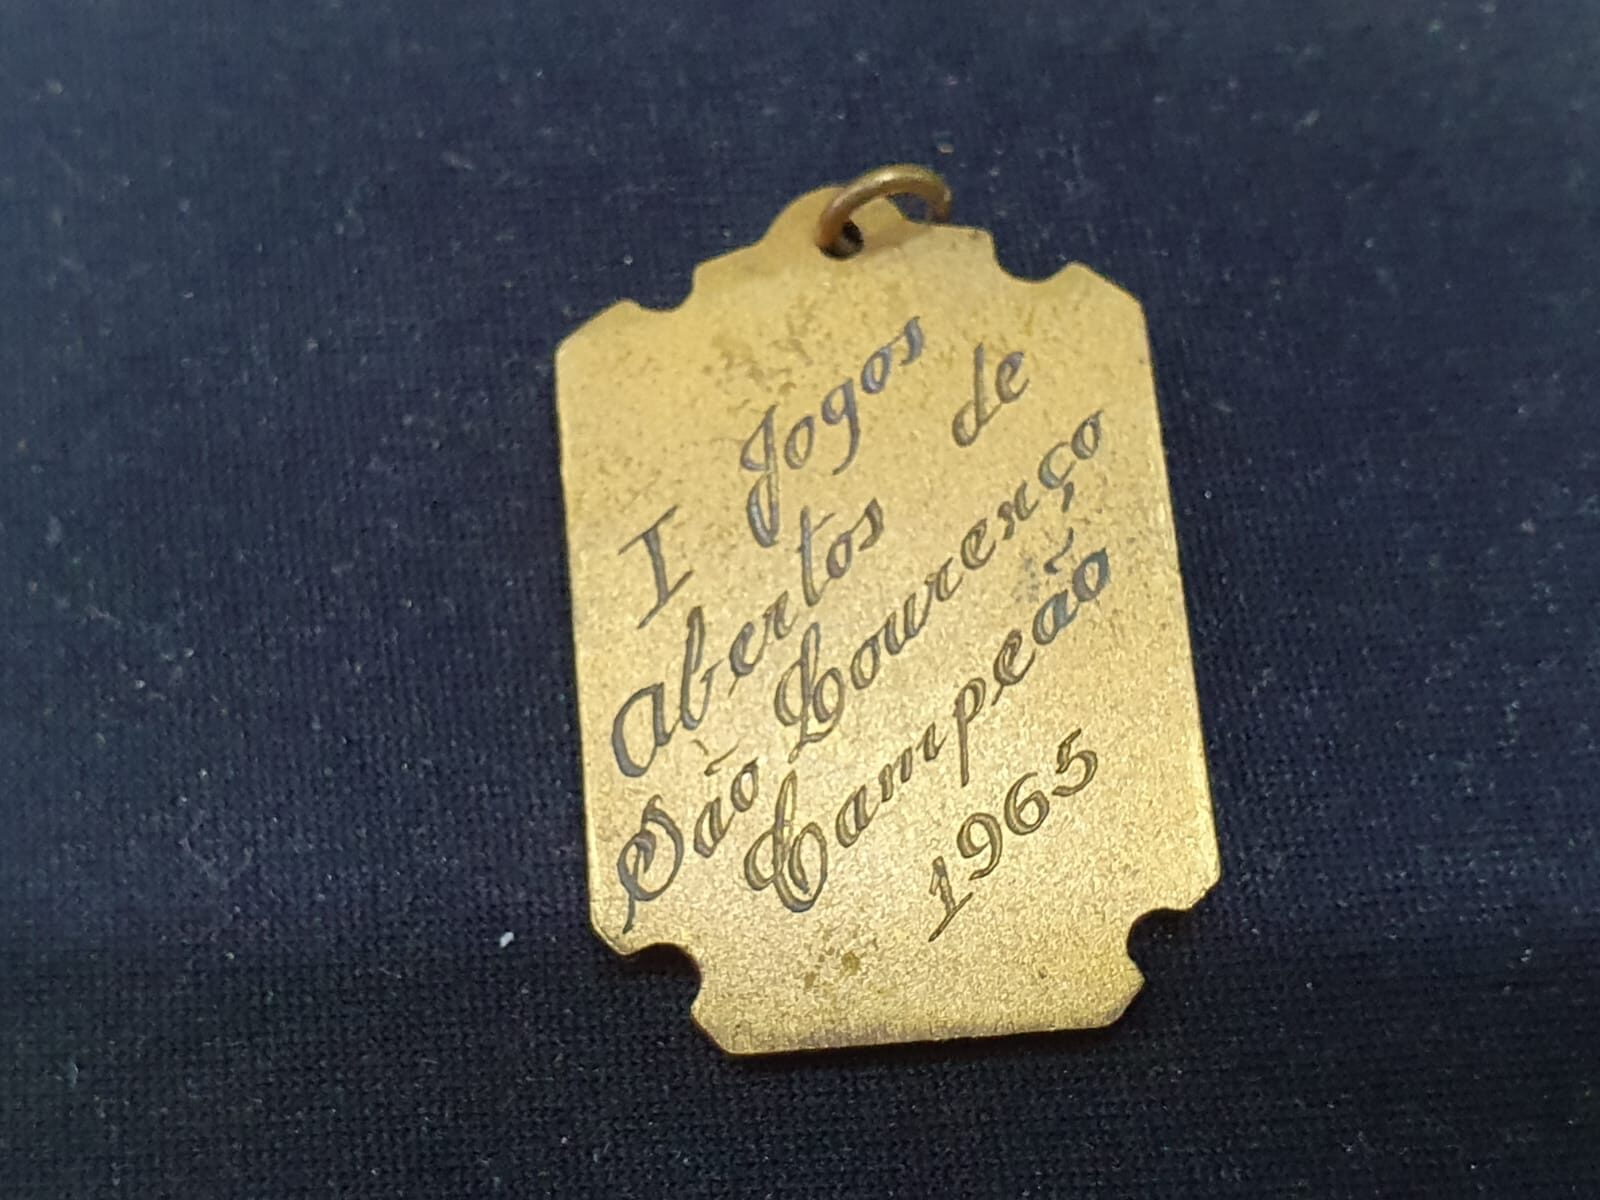 I Jogos
Abertos de
São Lourenço
Campeão
1965